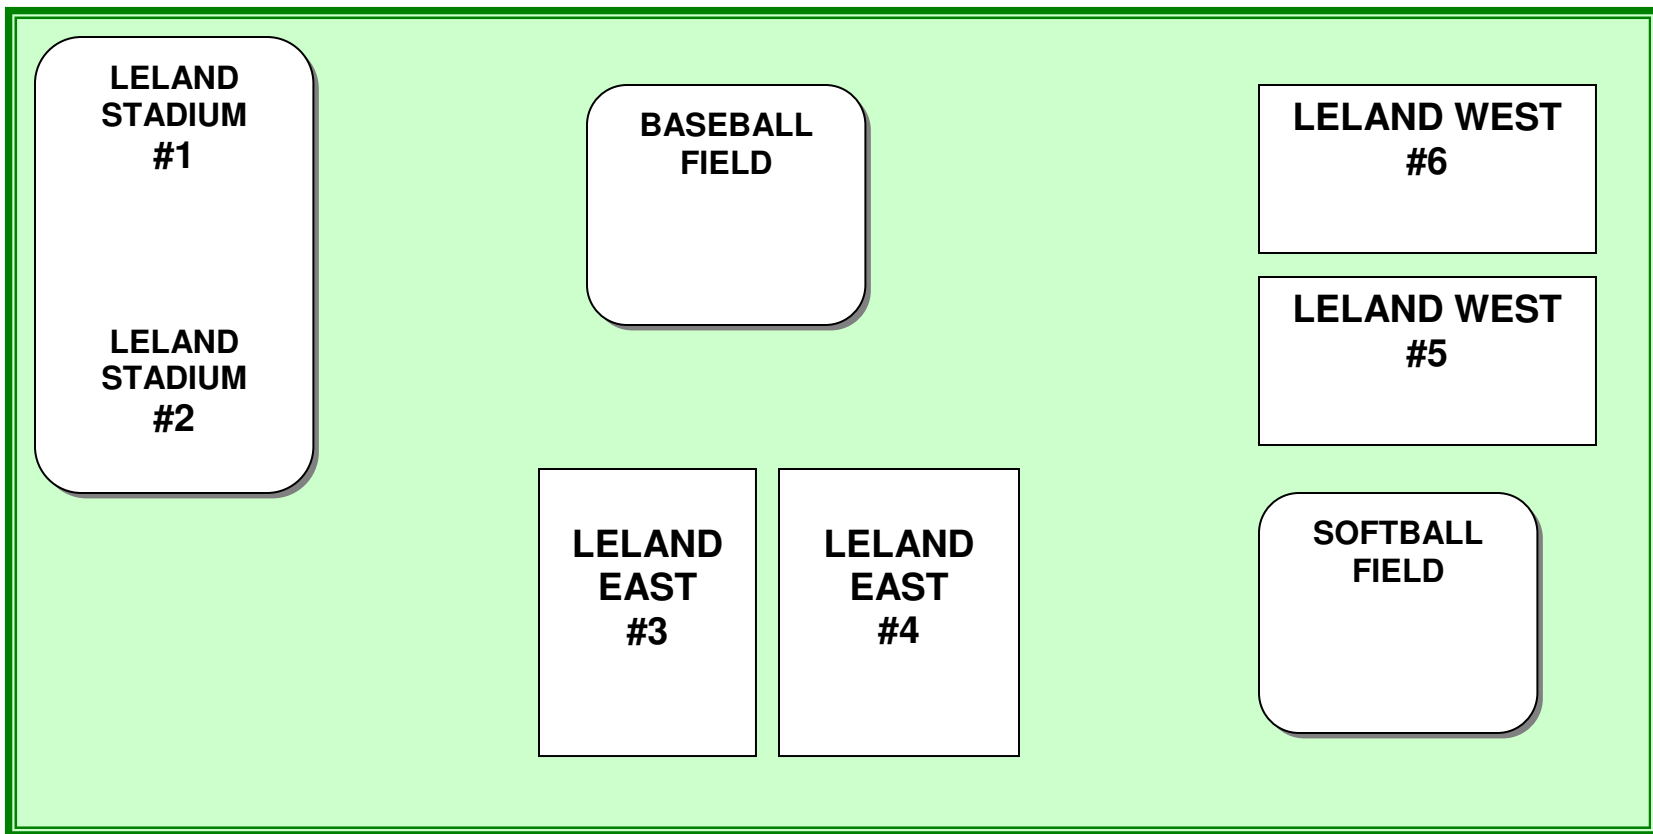 LELAND
STADIUM
#1
LELAND
STADIUM
#2
BASEBALL
FIELD
LELAND WEST
#6
LELAND WEST
#5
LELAND
EAST
#3
LELAND
EAST
#4
SOFTBALL
FIELD